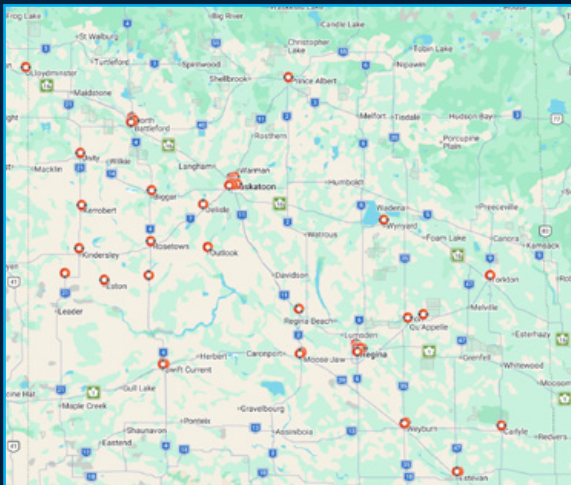 Frog Lake
Big River
Candle Lake
St Walburg
Christopher
Lake
Tobin Lake
Turtleford
Spiritwood
Nipawin
Lloydminster
Shellbrook
Prince Albert
Maidstone
North
Battleford
Melfort
Tisdale
Hudson Bay
Rosthern
Porcupine
Plain
Unity
Wilkie
Langham
Warman
Macklin
Saskatoon
Humboldt
Biggar
Kerrobert
Delisle
Wadena
Preeceville
Wynyard
Watrous
Foam Lake
Canora
Kamsack
Rosetown
Outlook
Kindersley
Davidson
Yorkton
Eston
Leader
Regina Beach
Melville
Lumsden
Qu'Appelle
Esterhazy
Herbert
Caronport
Moose Jaw
Regina
Grenfell
Whitewood
Swift Current
Gull Lake
Maple Creek
Gravelbourg
Ponteix
Shaunavon
Assiniboia
Weyburn
Carlyle
Redvers
Eastend
Estevan